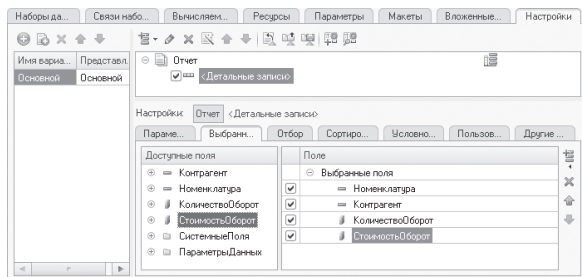 Наборы да... Связи набо... Вычисляем... Ресурсы Параметры Макеты Вложенные... Настройки
Имя вариа... Представл.
Основной Основной
Отчет
<Детальные записи>
Настройки: Отчет <Детальные записи>
Параме... Выбранн... Отбор Сортиро... Условно... Пользов... Другие ...
Доступные поля Поле
Контрагент Выбранные поля
Номенклатура Номенклатура
КоличествоОборот Контрагент
СтоимостьОборот КоличествоОборот
СистемныеПоля СтоимостьОборот
ПараметрыДанных